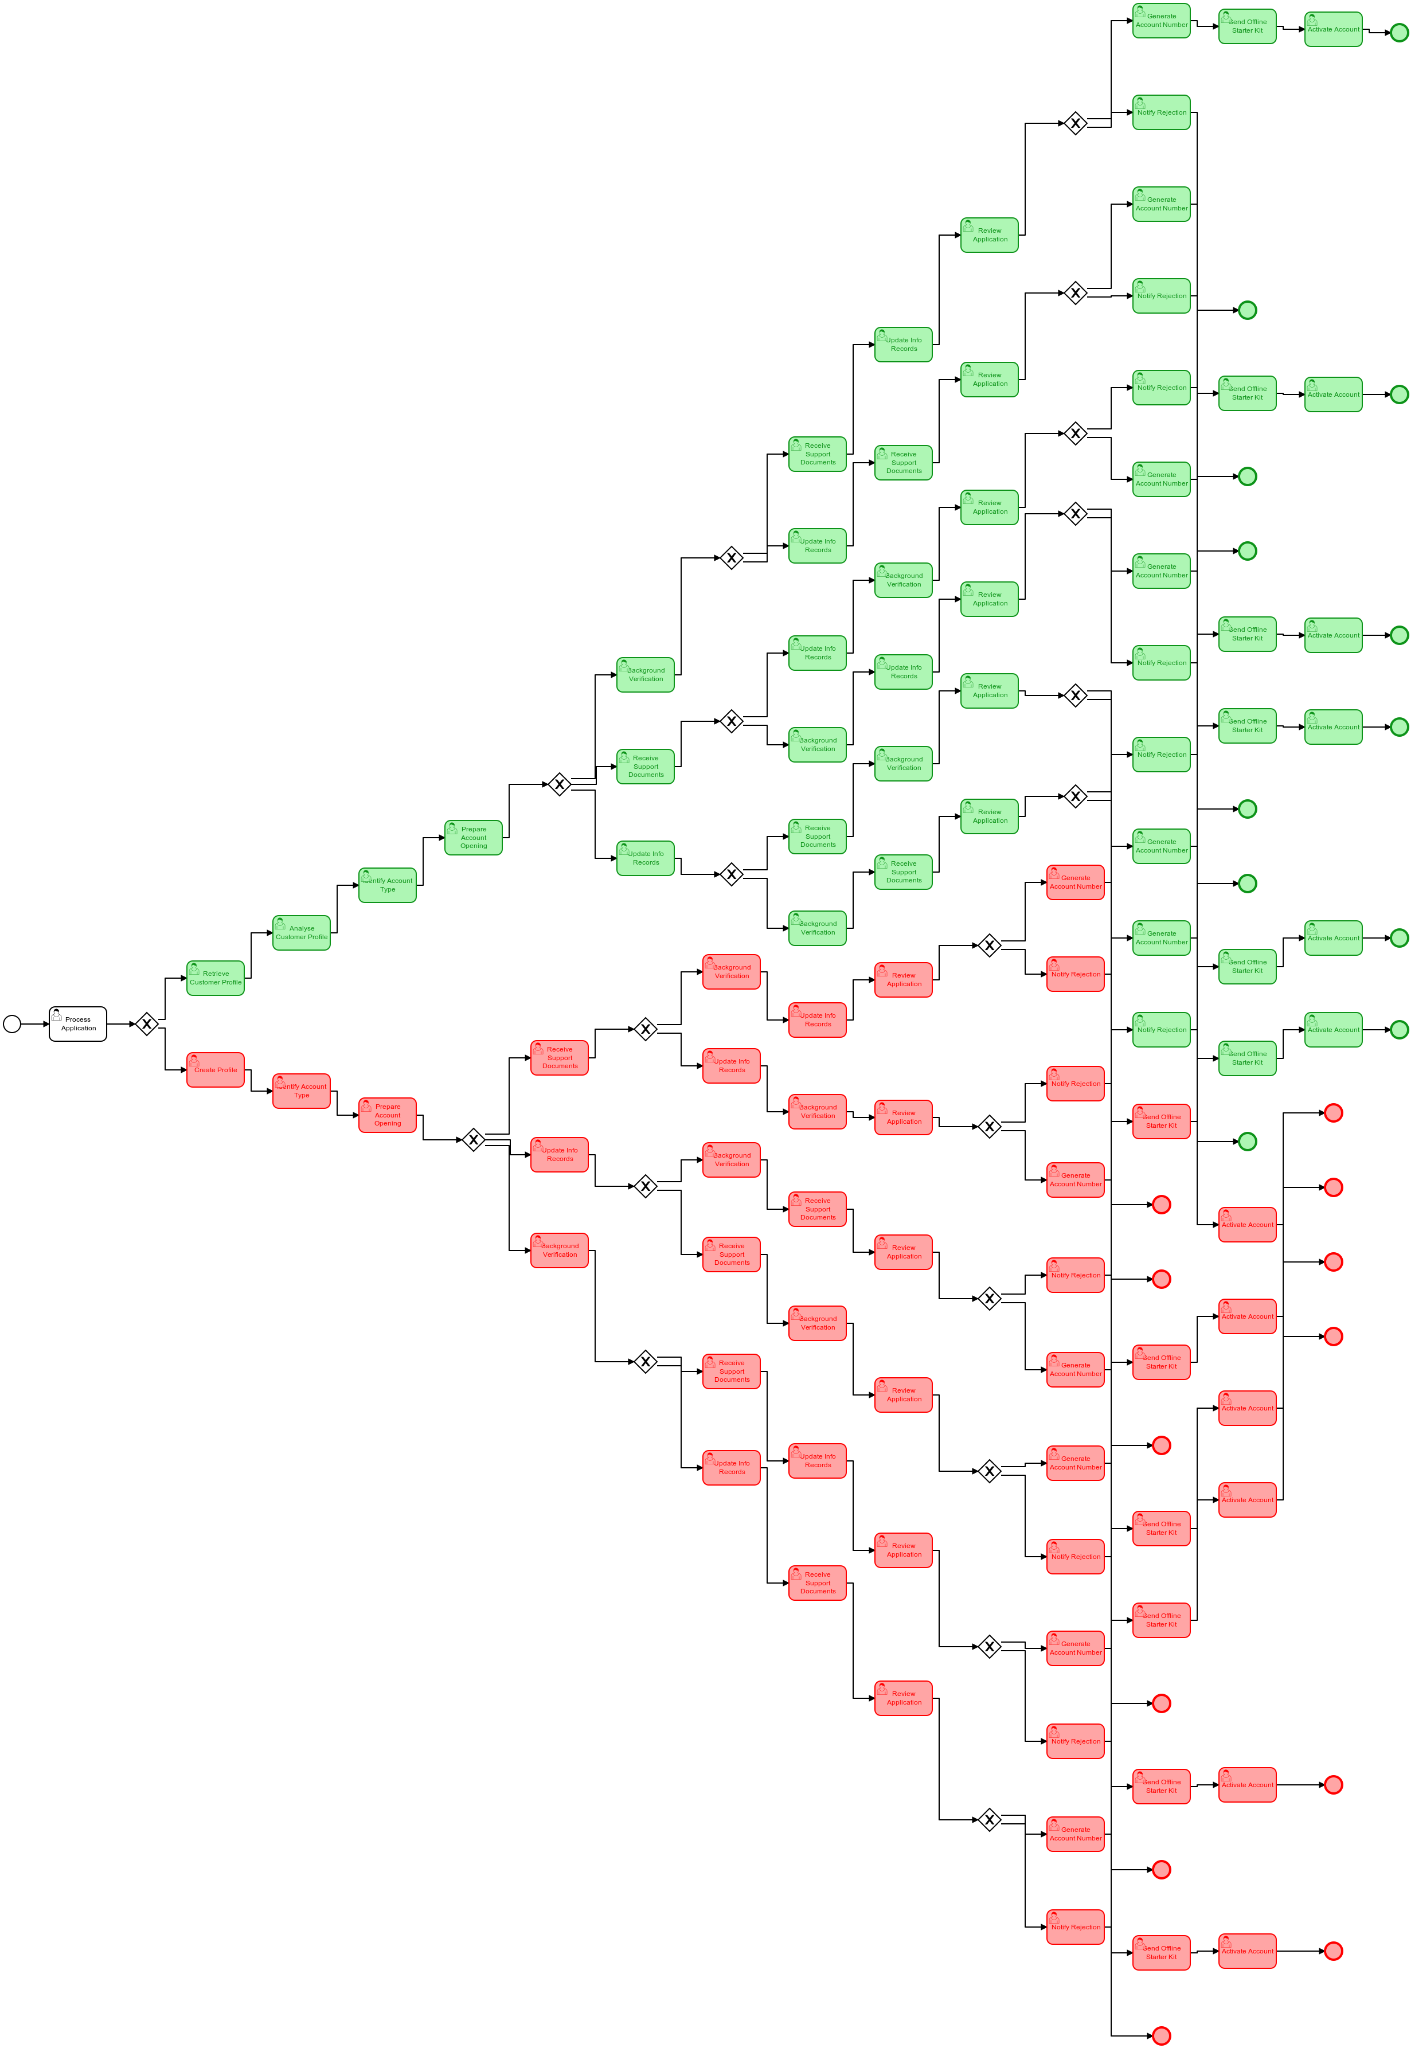 Process
Application
Retrieve
Customer Profile
Create Profile
Analyse
Customer Profile
Identify Account
Type
Identify Account
Type
Prepare
Account
Opening
Prepare
Account
Opening
Receive
Support
Documents
Update Info
Records
Background
Verification
Background
Verification
Receive
Support
Documents
Update Info
Records
Background
Verification
Update Info
Records
Background
Verification
Receive
Support
Documents
Receive
Support
Documents
Update Info
Records
Receive
Support
Documents
Update Info
Records
Update Info
Records
Background
Verification
Receive
Support
Documents
Background
Verification
Update Info
Records
Background
Verification
Receive
Support
Documents
Background
Verification
Update Info
Records
Receive
Support
Documents
Update Info
Records
Receive
Support
Documents
Background
Verification
Update Info
Records
Background
Verification
Receive
Support
Documents
Review
Application
Review
Application
Review
Application
Review
Application
Review
Application
Review
Application
Review
Application
Review
Application
Review
Application
Review
Application
Review
Application
Review
Application
Generate
Account Number
Notify Rejection
Notify Rejection
Generate
Account Number
Notify Rejection
Generate
Account Number
Generate
Account Number
Notify Rejection
Generate
Account Number
Notify Rejection
Generate
Account Number
Notify Rejection
Generate
Account Number
Notify Rejection
Generate
Account Number
Notify Rejection
Notify Rejection
Generate
Account Number
Generate
Account Number
Notify Rejection
Notify Rejection
Generate
Account Number
Generate
Account Number
Notify Rejection
Send Offline
Starter Kit
Send Offline
Starter Kit
Send Offline
Starter Kit
Send Offline
Starter Kit
Send Offline
Starter Kit
Send Offline
Starter Kit
Send Offline
Starter Kit
Send Offline
Starter Kit
Send Offline
Starter Kit
Send Offline
Starter Kit
Send Offline
Starter Kit
Send Offline
Starter Kit
Activate Account
Activate Account
Activate Account
Activate Account
Activate Account
Activate Account
Activate Account
Activate Account
Activate Account
Activate Account
Activate Account
Activate Account